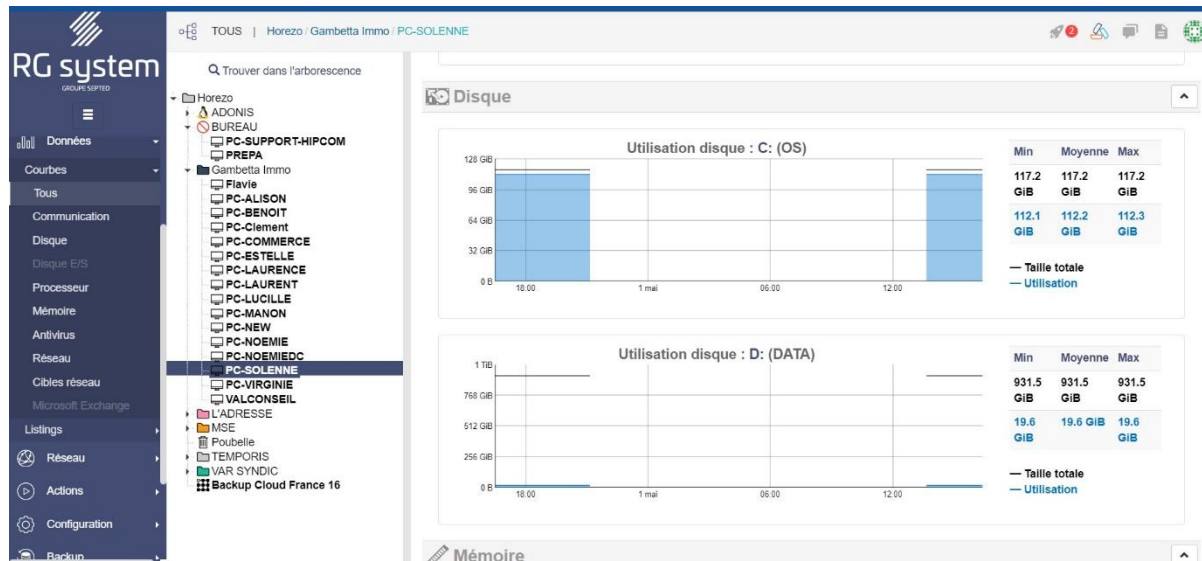 RG system
GROUPE SEPTEO
TOUS | Horezo / Gambetta Immo / PC-SOLENNE
2
Données
Courbes
Tous
Communication
Disque
Disque E/S
Processeur
Mémoire
Antivirus
Réseau
Cibles réseau
Microsoft Exchange
Listings
Réseau
Actions
Configuration
Backup
Trouver dans l'arborescence
Horezo
ADONIS
BUREAU
PC-SUPPORT-HIPCOM
PREPA
Gambetta Immo
Flavie
PC-ALISON
PC-BENOIT
PC-Clement
PC-COMMERCE
PC-ESTELLE
PC-LAURENCE
PC-LAURENT
PC-LUCILLE
PC-MANON
PC-NEW
PC-NOEMIE
PC-NOEMIEDC
PC-SOLENNE
PC-VIRGINIE
VALCONSEIL
L'ADRESSE
MSE
Poubelle
TEMPORIS
VAR SYNDIC
Backup Cloud France 16
Disque
Utilisation disque : C: (OS)
128 GiB
96 GiB
64 GiB
32 GiB
0 B
18:00 1 mai 06:00 12:00
Min Moyenne Max
117.2 117.2 117.2
GiB GiB GiB
112.1 112.2 112.3
GiB GiB GiB
— Taille totale
— Utilisation
Utilisation disque : D: (DATA)
1 TiB
768 GiB
512 GiB
256 GiB
0 B
18:00 1 mai 06:00 12:00
Min Moyenne Max
931.5 931.5 931.5
GiB GiB GiB
19.6 19.6 GiB 19.6
GiB GiB
— Taille totale
— Utilisation
Mémoire